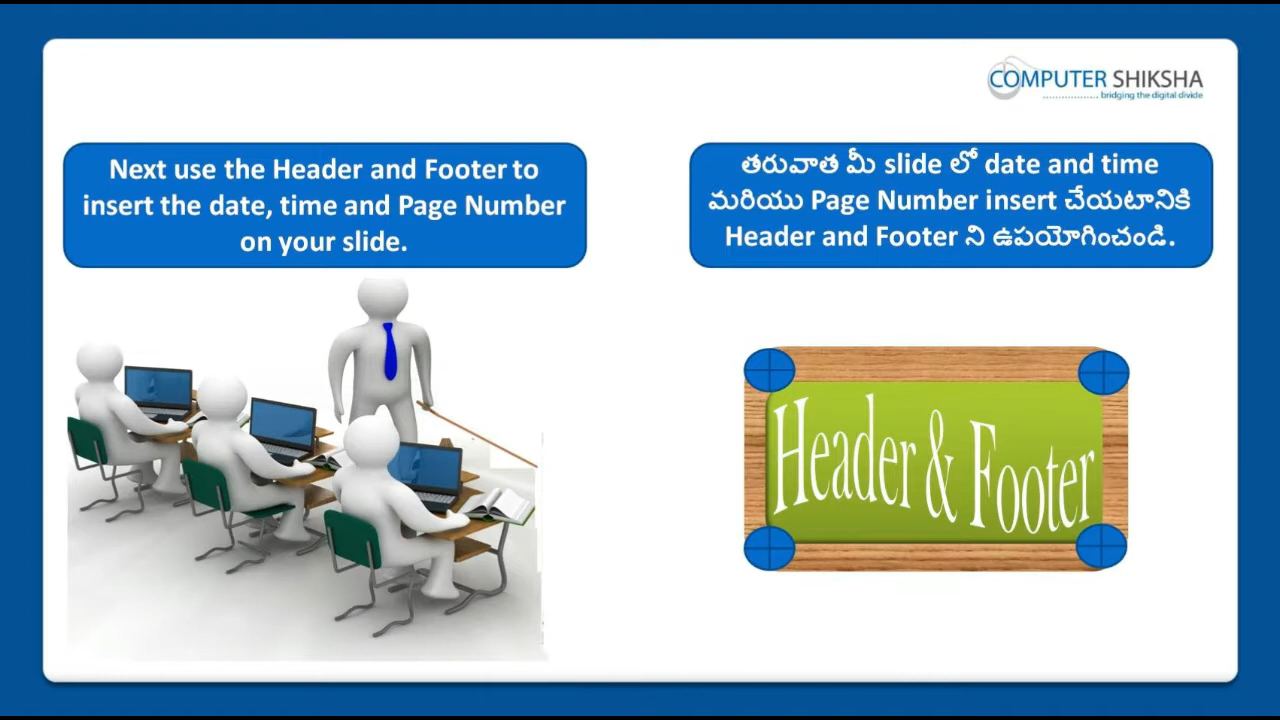 COMPUTER SHIKSHA
bridging the digital divide
Next use the Header and Footer to
insert the date, time and Page Number
on your slide.
తరువాత మీ slide లో date and time
మరియు Page Number insert చేయటానికి
Header and Footer ని ఉపయోగించండి.
Header & Footer